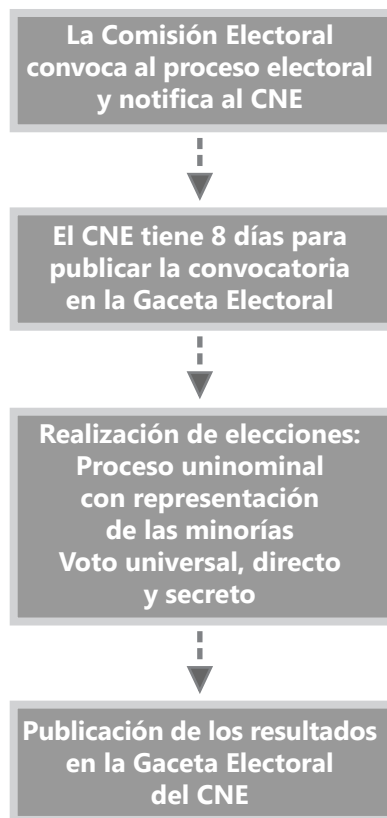 La Comisión Electoral
convoca al proceso electoral
y notifica al CNE
El CNE tiene 8 días para
publicar la convocatoria
en la Gaceta Electoral
Realización de elecciones:
Proceso uninominal
con representación
de las minorías
Voto universal, directo
y secreto
Publicación de los resultados
en la Gaceta Electoral
del CNE